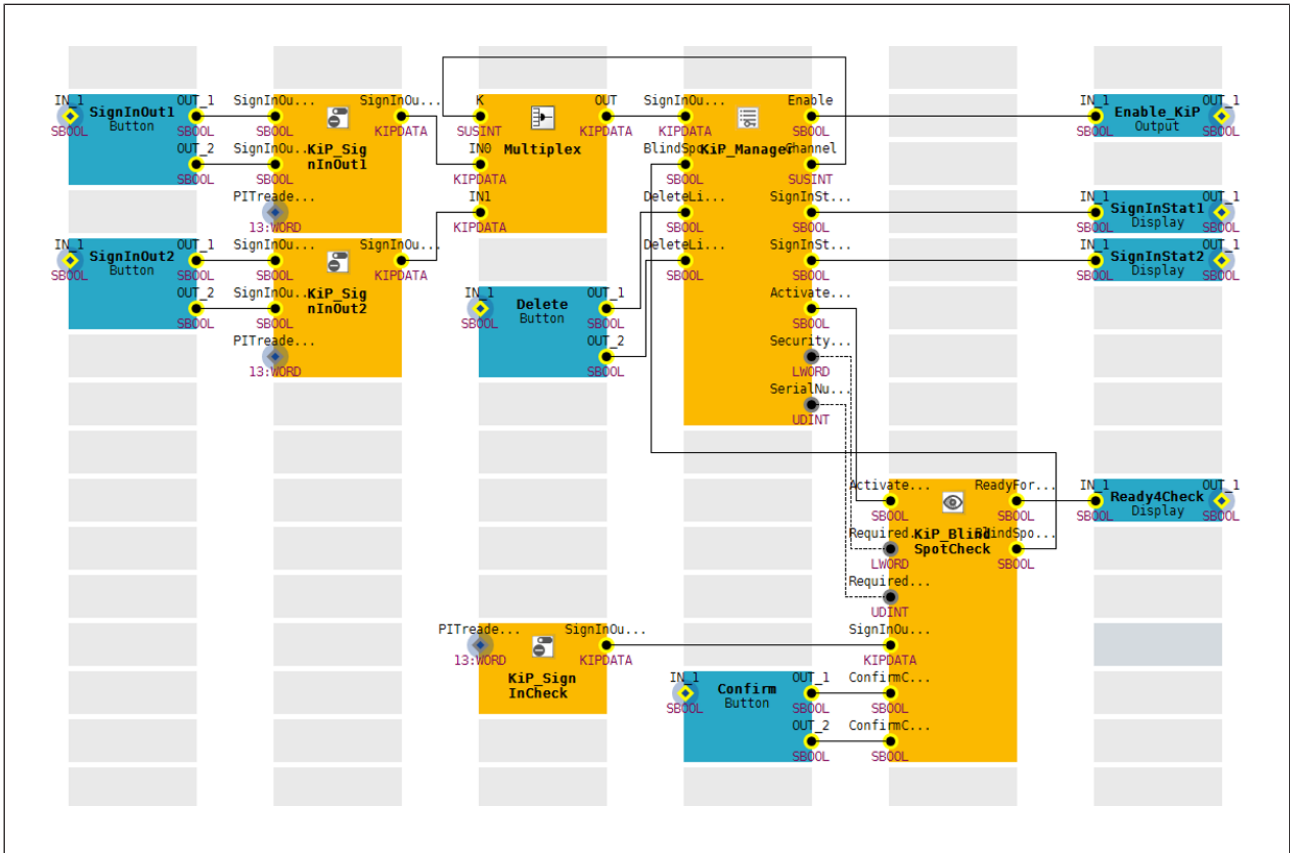 IN_1 OUT_1 SignInOu... SignInOu... K OUT SignInOu... Enable IN_1 OUT_1
SignInOut1
Button
Enable_KiP
Output
SBOOL SBOOL SBOOL KIPDATA SUSINT KIPDATA KIPDATA SBOOL SBOOL SBOOL
OUT_2 SignInOu... KiP_Sig
nInOut1
IN0 Multiplex BlindSpo... KiP_Manager Channel
SBOOL SBOOL KIPDATA SBOOL SUSINT
PITreade... IN1 DeleteLi... SignInSt... IN_1 OUT_1
SignInStat1
Display
13:WORD KIPDATA SBOOL SBOOL SBOOL SBOOL
IN_1 OUT_1 SignInOu... SignInOu... DeleteLi... SignInSt... IN_1 OUT_1
SignInOut2
Button
SignInStat2
Display
SBOOL SBOOL SBOOL KIPDATA SBOOL SBOOL SBOOL SBOOL
OUT_2 SignInOu... KiP_Sig
nInOut2
IN_1 Delete OUT_1 Activate...
Button
SBOOL SBOOL SBOOL SBOOL SBOOL
PITreade... OUT_2 Security...
13:WORD SBOOL LWORD
SerialNu...
UDINT
Activate... ReadyFor... IN_1 OUT_1
Ready4Check
Display
SBOOL SBOOL SBOOL SBOOL
Required... KiP_Blind
SpotCheck
BlindSpo...
LWORD SBOOL
Required...
UDINT
PITreade... SignInOu... SignInOu...
13:WORD KIPDATA KIPDATA
KiP_Sign
InCheck
IN_1 Confirm OUT_1 ConfirmC...
Button
SBOOL SBOOL SBOOL
OUT_2 ConfirmC...
SBOOL SBOOL